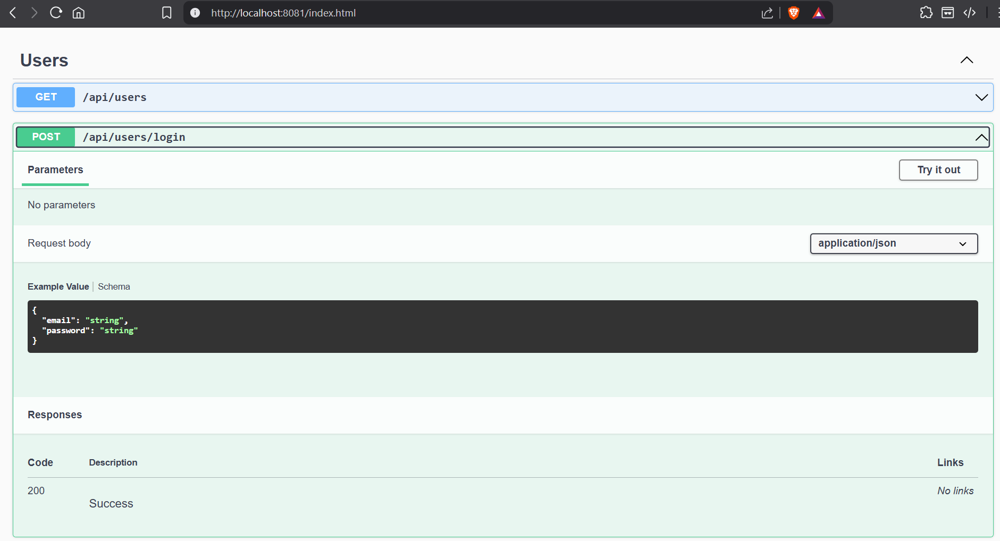 http://localhost:8081/index.html
Users
GET /api/users
POST /api/users/login
Parameters
Try it out
No parameters
Request body
application/json
Example Value | Schema
{
  "email": "string",
  "password": "string"
}
Responses
Code Description Links
200 No links
Success